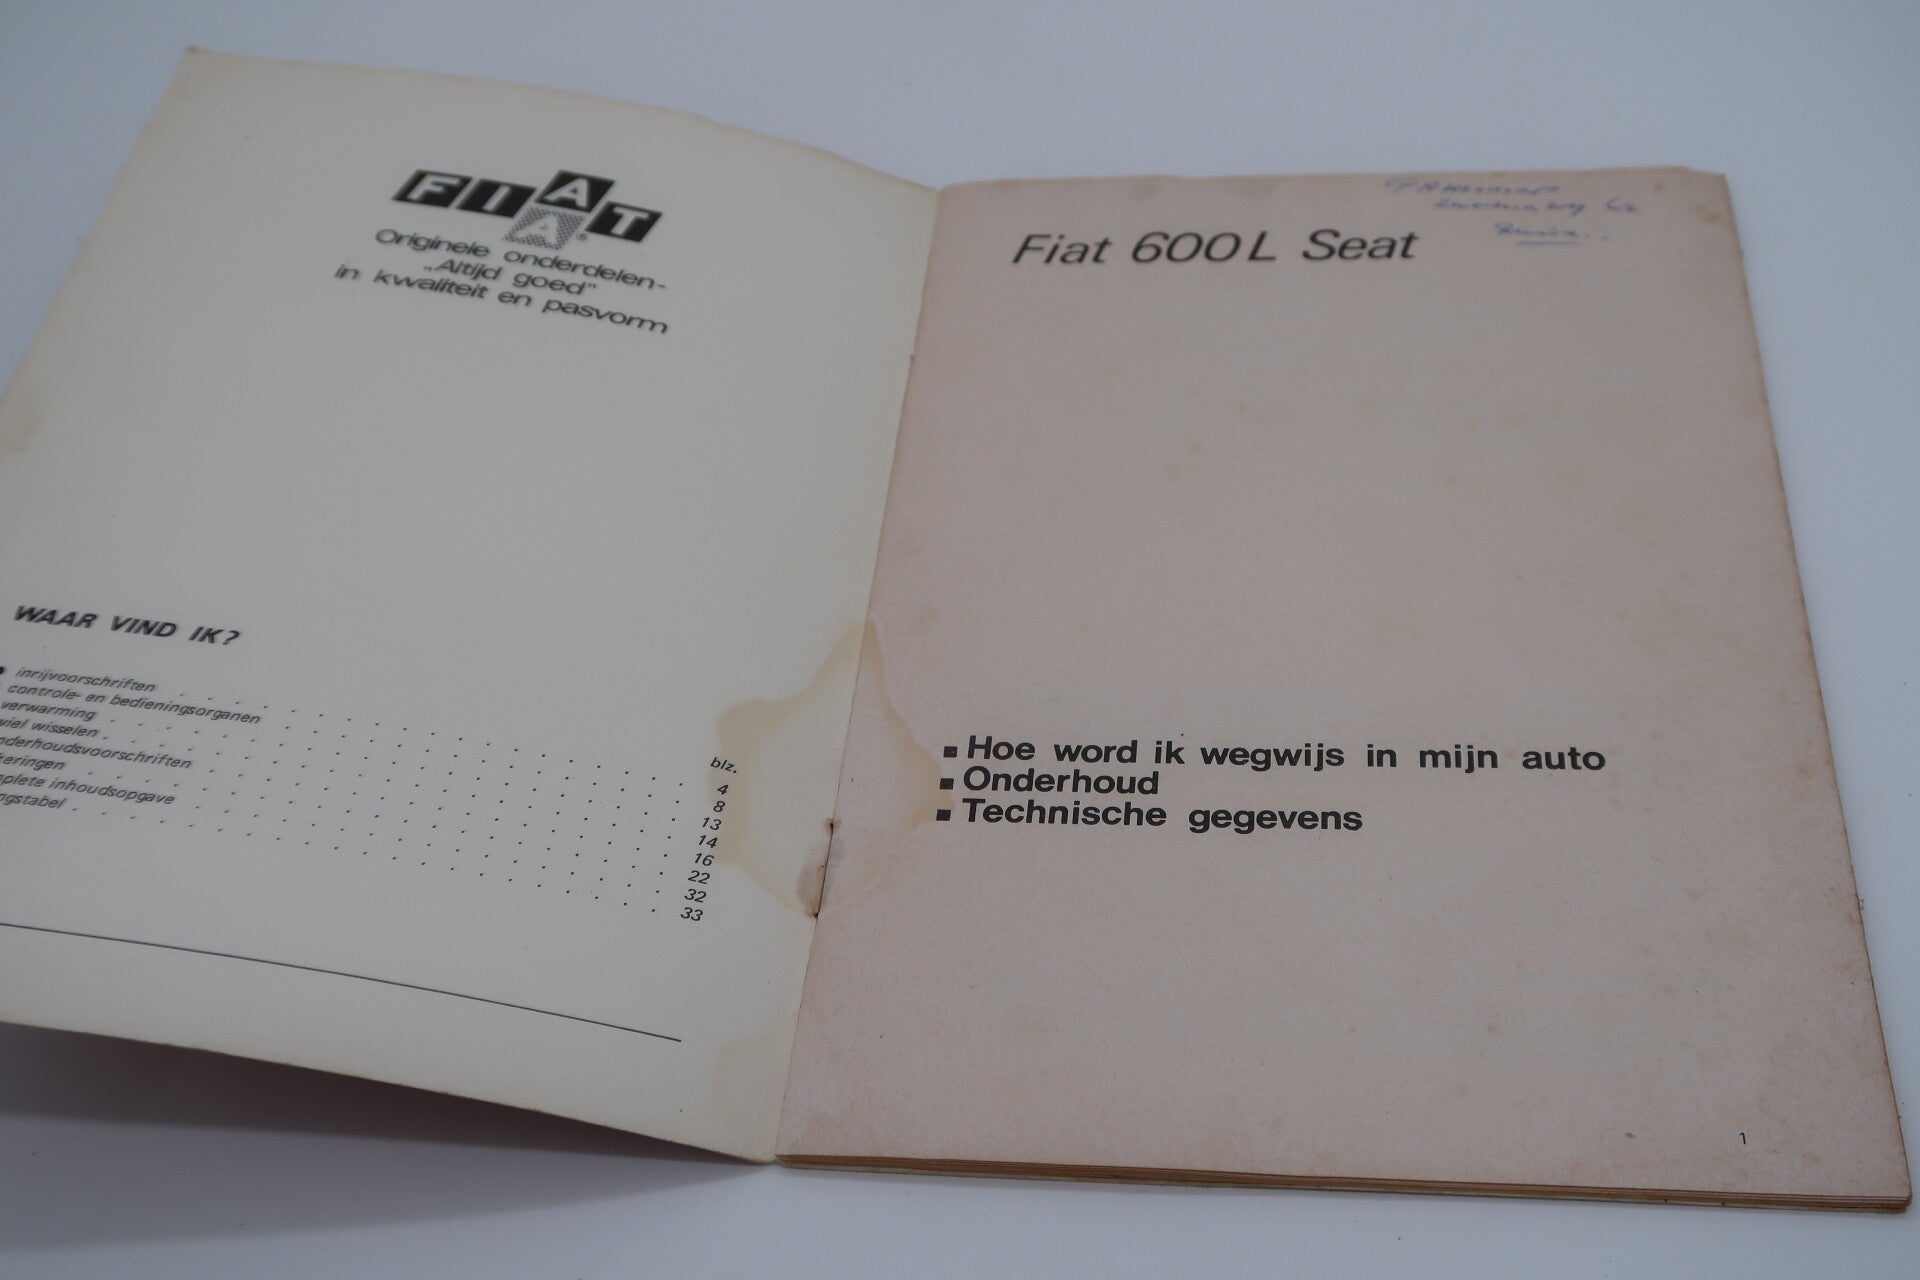 FIAT
Originele onderdelen-
„Altijd goed"
in kwaliteit en pasvorm
WAAR VIND IK?
blz.
inrijvoorschriften . . . 4
controle- en bedieningsorganen . . . 8
verwarming . . . 13
wiel wisselen . . . 14
nderhoudsvoorschriften . . . 16
teringen . . . 22
plete inhoudsopgave . . . 32
ngstabel . . . 33
Fiat 600L Seat
▪ Hoe word ik wegwijs in mijn auto
▪ Onderhoud
▪ Technische gegevens
1